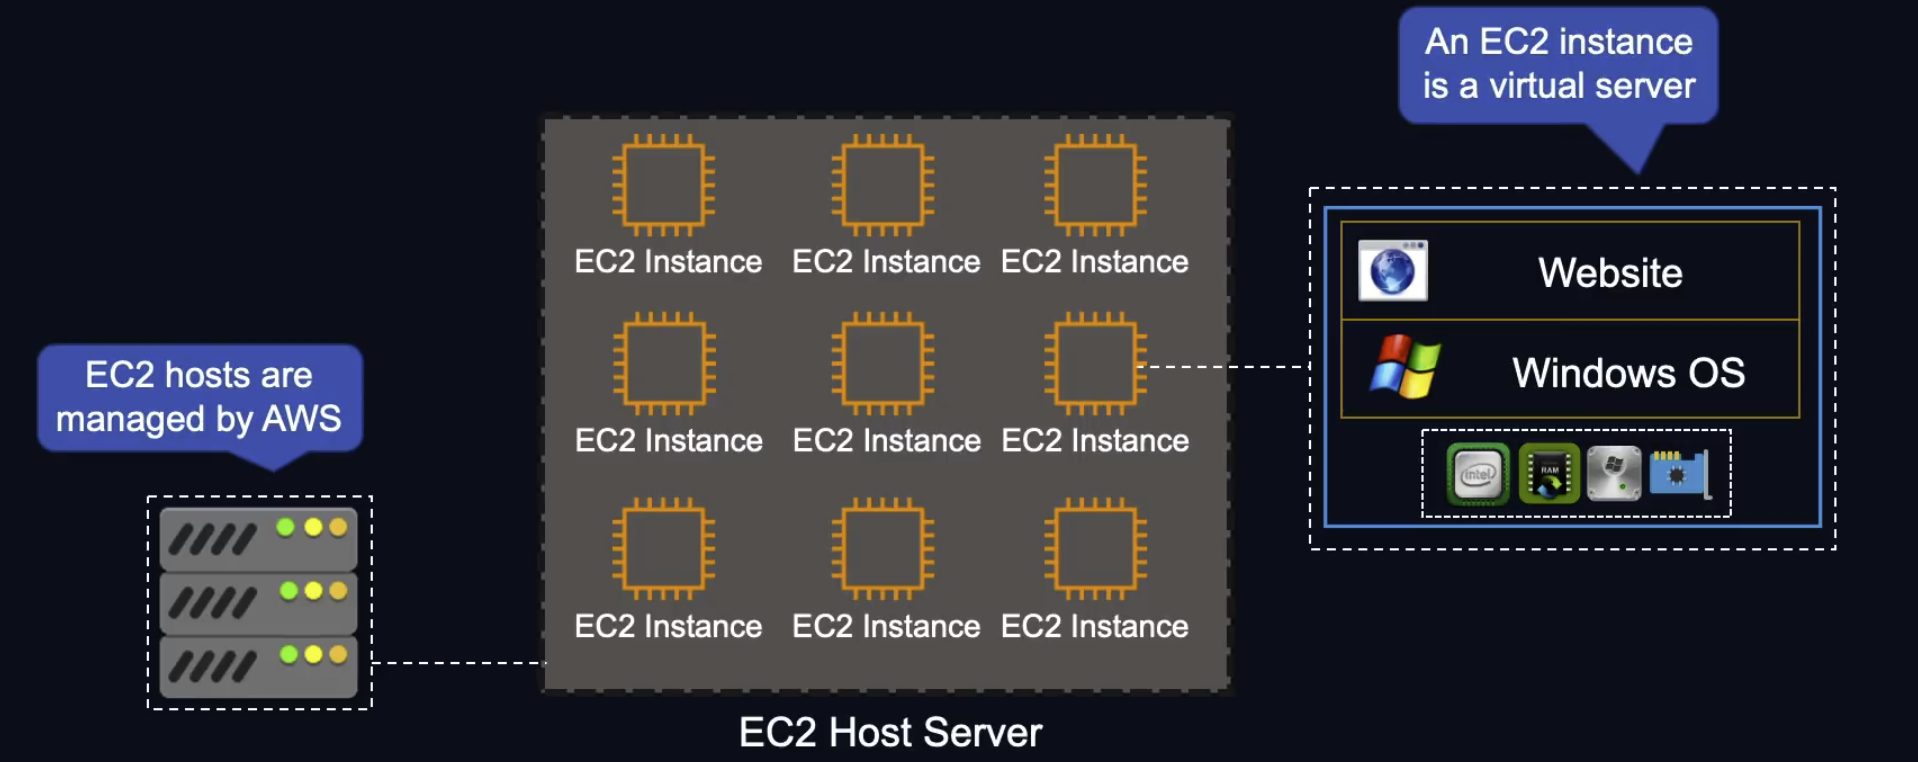 An EC2 instance
is a virtual server
EC2 Instance EC2 Instance EC2 Instance
Website
EC2 hosts are
managed by AWS
Windows OS
EC2 Instance EC2 Instance EC2 Instance
intel RAM
EC2 Instance EC2 Instance EC2 Instance
EC2 Host Server